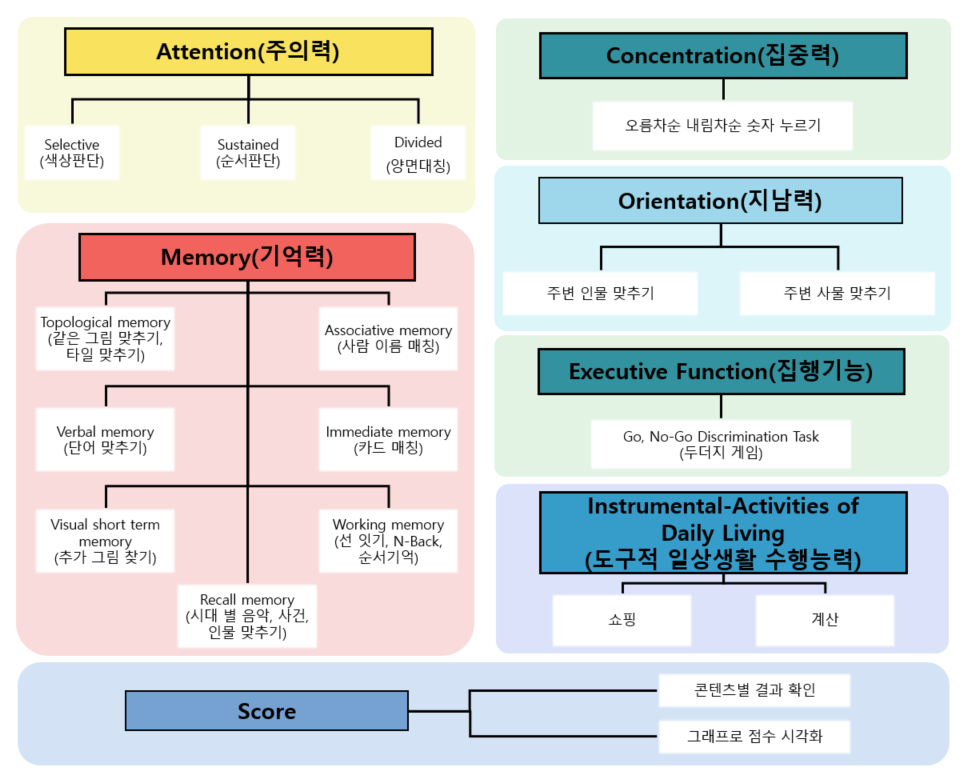 Attention(주의력)
Selective
(색상판단)
Sustained
(순서판단)
Divided
(양면대칭)
Memory(기억력)
Topological memory
(같은 그림 맞추기,
타일 맞추기)
Associative memory
(사람 이름 매칭)
Verbal memory
(단어 맞추기)
Immediate memory
(카드 매칭)
Visual short term
memory
(추가 그림 찾기)
Working memory
(선 잇기, N-Back,
순서기억)
Recall memory
(시대 별 음악, 사건,
인물 맞추기)
Concentration(집중력)
오름차순 내림차순 숫자 누르기
Orientation(지남력)
주변 인물 맞추기
주변 사물 맞추기
Executive Function(집행기능)
Go, No-Go Discrimination Task
(두더지 게임)
Instrumental-Activities of
Daily Living
(도구적 일상생활 수행능력)
쇼핑
계산
Score
콘텐츠별 결과 확인
그래프로 점수 시각화